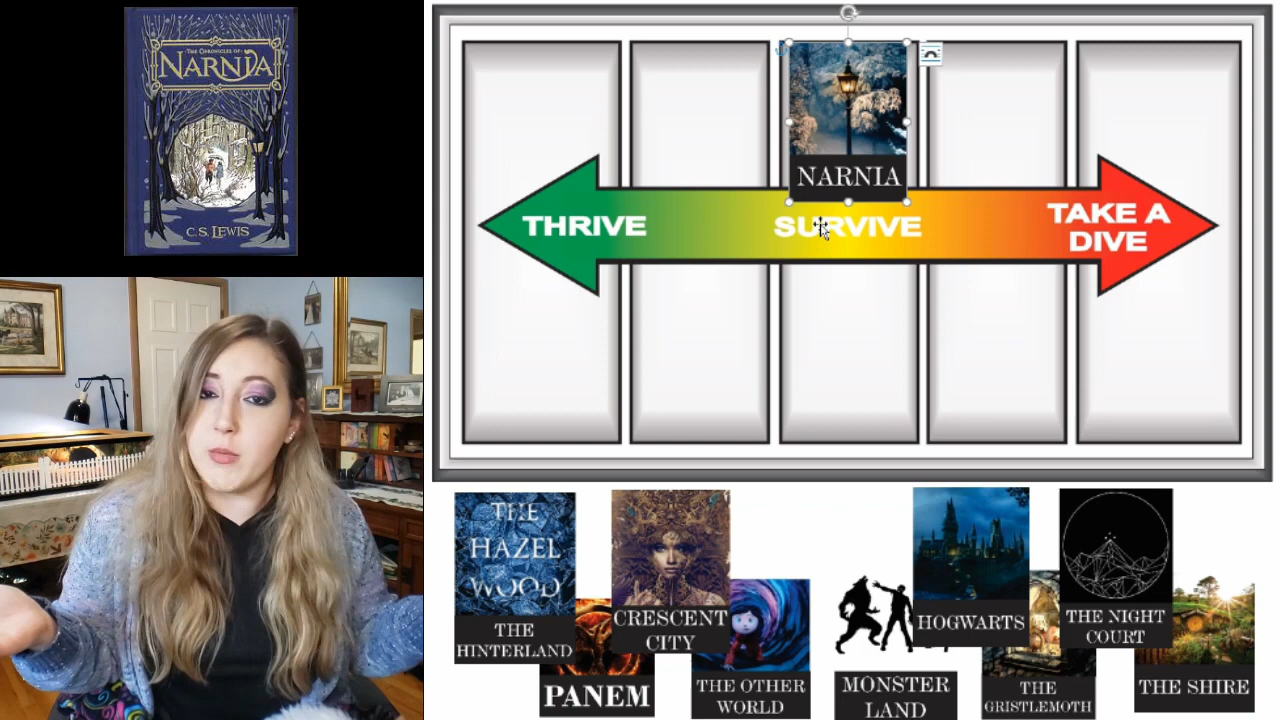 THE CHRONICLES OF
NARNIA
C.S. LEWIS
NARNIA
THRIVE
SURVIVE
TAKE A
DIVE
THE
HAZEL
WOOD
THE
HINTERLAND
PANEM
CRESCENT
CITY
THE OTHER
WORLD
MONSTER
LAND
HOGWARTS
THE
GRISTLEMOTH
THE NIGHT
COURT
THE SHIRE